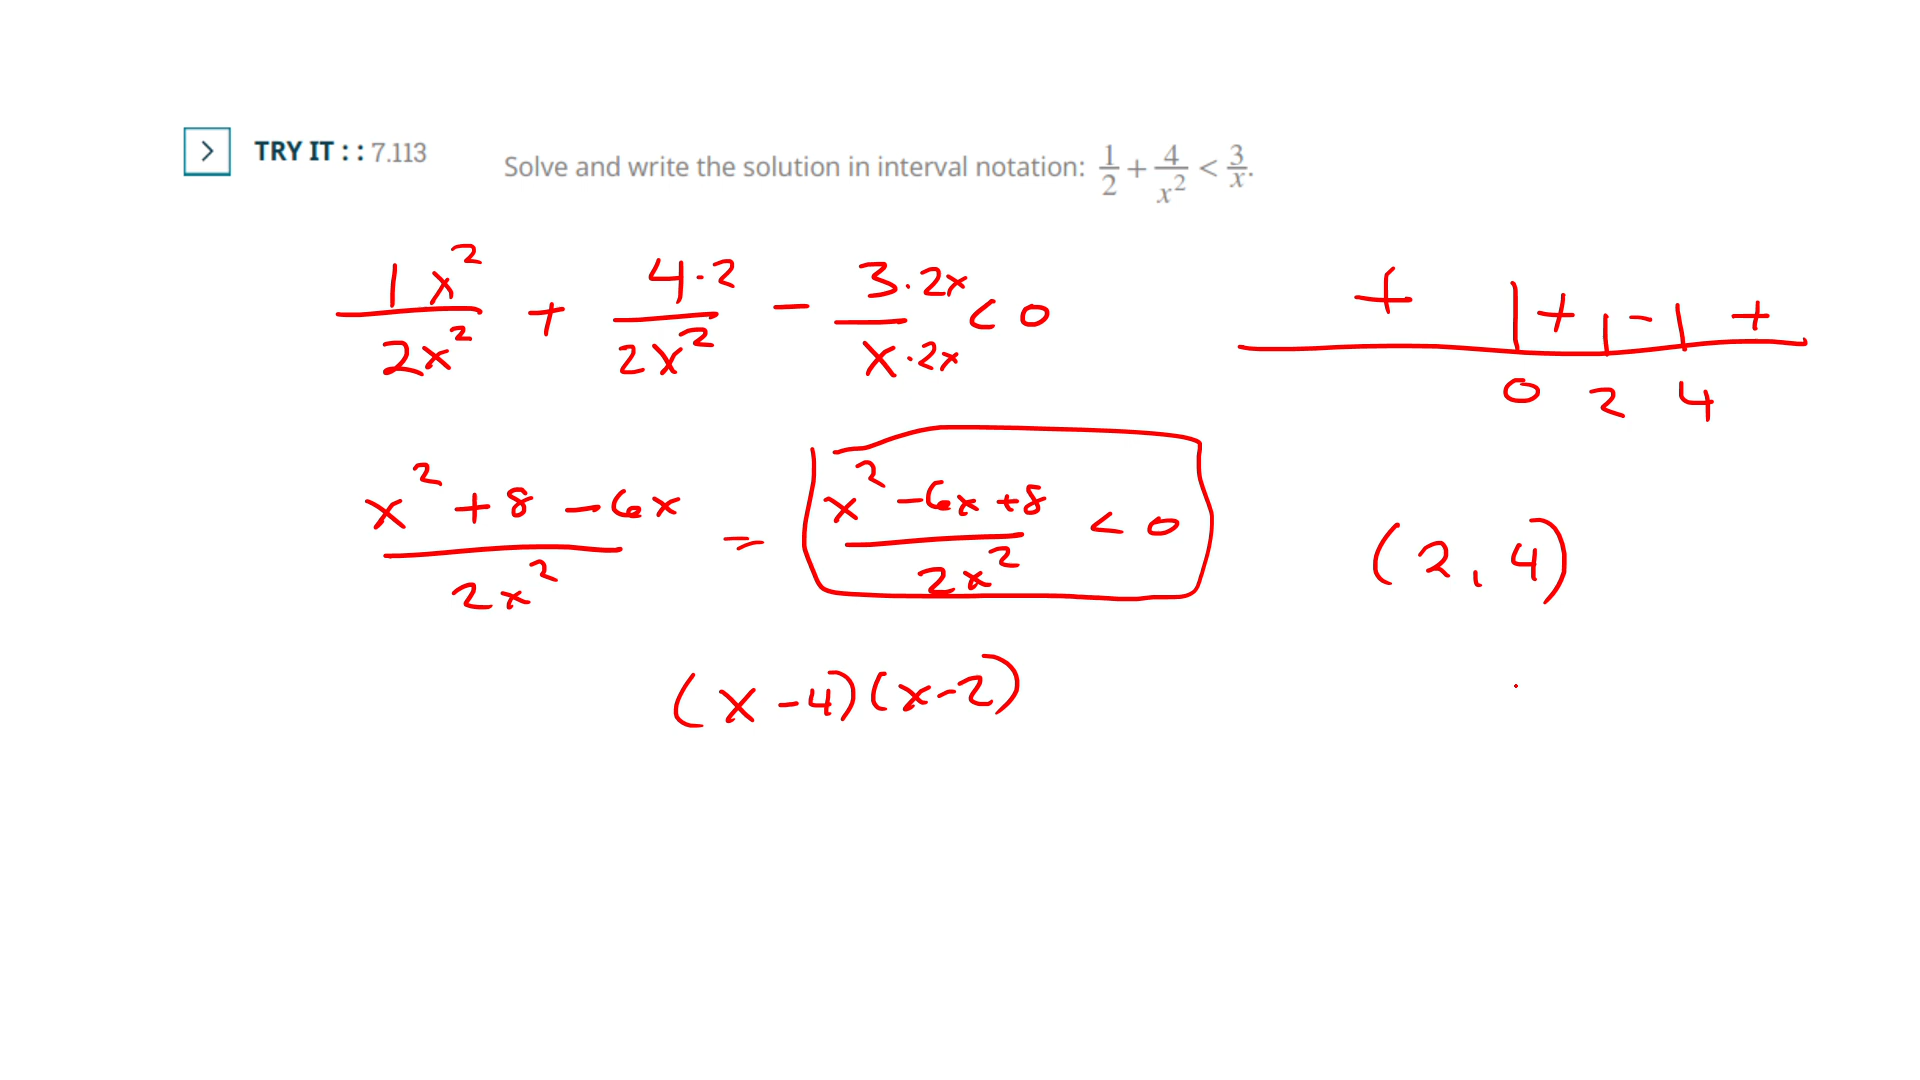 TRY IT : : 7.113 Solve and write the solution in interval notation: 1/2 + 4/x² < 3/x.
1x²/2x² + 4·2/2x² − 3·2x/x·2x < 0
+ + − +
0 2 4
x² + 8 − 6x/2x² = x² − 6x + 8/2x² < 0
(2, 4)
(x − 4)(x − 2)